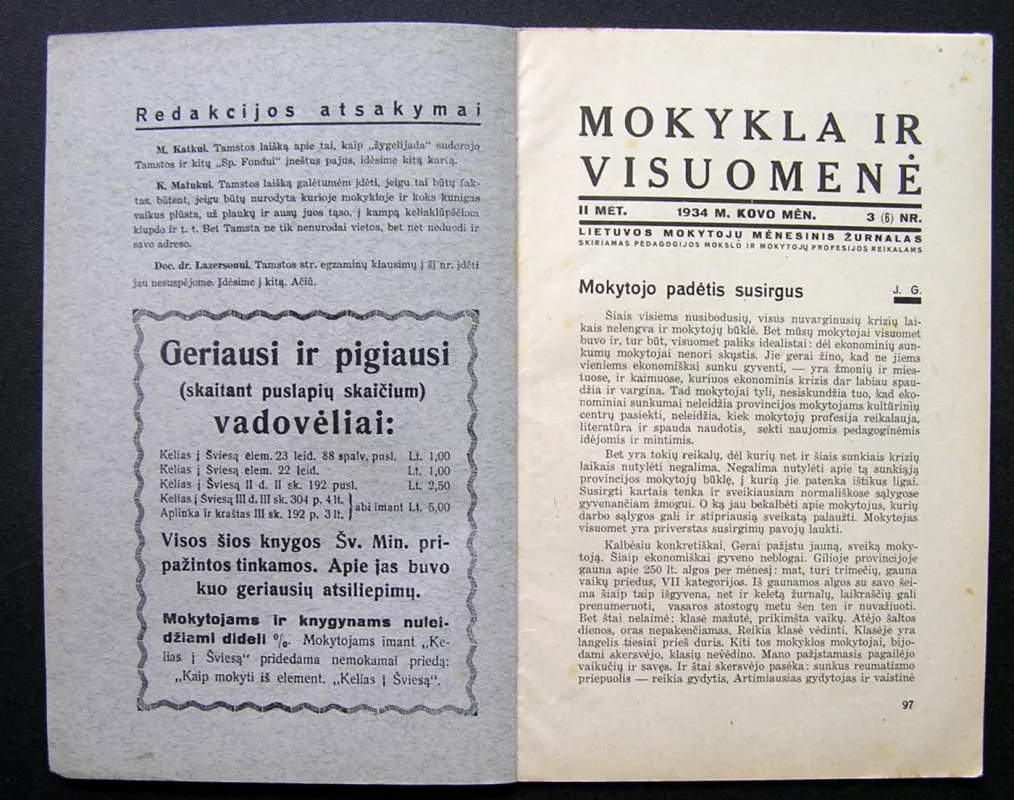 Redakcijos atsakymai
M. Katkui. Tamstos laišką apie tai, kaip „žygelijada“ sudorojo
Tamstos ir kitų „Sp. Fondui“ įneštus pajus, idėsime kitą kartą.
K. Matukui. Tamstos laišką galėtumėm įdėti, jeigu tai būtų fak-
tas, būtent, jeigu būtų nurodyta kurioje mokykloje ir koks kunigas
vaikus plūsta, už plaukų ir ausų juos tąso, į kampą kelinklūpsčiom
klupdo ir t. t. Bet Tamsta ne tik nenurodai vietos, bet net neduodi ir
savo adreso.
Doc. dr. Lazersonui. Tamstos str. egzaminų klausimų į šį nr. įdėti
jau nesuspėjome. Įdėsime į kitą. Ačiū.
Geriausi ir pigiausi
(skaitant puslapių skaičium)
vadovėliai:
Kelias į Šviesą elem. 23 leid. 88 spalv. pusl. Lt. 1,00
Kelias į Šviesą elem. 22 leid. Lt. 1,00
Kelias į Šviesą II d. II sk. 192 pusl. Lt. 2,50
Kelias į Šviesą III d. III sk. 304 p. 4 lt.
Aplinka ir kraštas III sk. 192 p. 3 lt. } abi imant Lt. 5,00
Visos šios knygos Šv. Min. pri-
pažintos tinkamos. Apie jas buvo
kuo geriausių atsiliepimų.
Mokytojams ir knygynams nulei-
džiami dideli %. Mokytojams imant „Ke-
lias į Šviesą“ pridedama nemokamai priedą:
„Kaip mokyti iš element. „Kelias į Šviesą“.
MOKYKLA IR
VISUOMENĖ
II MET. 1934 M. KOVO MĖN. 3 (6) NR.
LIETUVOS MOKYTOJŲ MĖNESINIS ŽURNALAS
SKIRIAMAS PEDAGOGIJOS MOKSLO IR MOKYTOJŲ PROFESIJOS REIKALAMS
Mokytojo padėtis susirgus J. G.
Šiais visiems nusibodusių, visus nuvarginusių krizių lai-
kais nelengva ir mokytojų būklė. Bet mūsų mokytojai visuomet
buvo ir, tur būt, visuomet paliks idealistai: dėl ekonominių sun-
kumų mokytojai nenori skųstis. Jie gerai žino, kad ne jiems
vieniems ekonomiškai sunku gyventi, — yra žmonių ir mies-
tuose, ir kaimuose, kuriuos ekonominis krizis dar labiau spau-
džia ir vargina. Tad mokytojai tyli, nesiskundžia tuo, kad eko-
nominiai sunkumai neleidžia provincijos mokytojams kultūrinių
centrų pasiekti, neleidžia, kiek mokytojų profesija reikalauja,
literatūra ir spauda naudotis, sekti naujomis pedagoginėmis
idėjomis ir mintimis.
Bet yra tokių reikalų, dėl kurių net ir šiais sunkiais krizių
laikais nutylėti negalima. Negalima nutylėti apie tą sunkiąją
provincijos mokytojų būklę, į kurią jie patenka ištikus ligai.
Susirgti kartais tenka ir sveikiausiam normališkose sąlygose
gyvenančiam žmogui. O ką jau bekalbėti apie mokytojus, kurių
darbo sąlygos gali ir stipriausią sveikatą palaužti. Mokytojas
visuomet yra priverstas susirgimų pavojų laukti.
Kalbėsiu konkretiškai. Gerai pažįstu jauną, sveiką moky-
toją. Šiaip ekonomiškai gyveno neblogai. Gilioje provincijoje
gauna apie 250 lt. algos per mėnesį: mat, turi trimečių, gauna
vaikų priedus, VII kategorijos. Iš gaunamos algos su savo šei-
ma šiaip taip išgyvena, net ir keletą žurnalų, laikraščių gali
prenumeruoti, vasaros atostogų metu šen ten ir nuvažiuoti.
Bet štai nelaimė: klasė mažutė, prikimšta vaikų. Atėjo šaltos
dienos, oras nepakenčiamas. Reikia klasė vėdinti. Klasėje yra
langelis tiesiai prieš duris. Kiti tos mokyklos mokytojai, bijo-
dami skersvėjo, klasių nevėdino. Mano pažįstamasis pagailėjo
vaikučių ir savęs. Ir štai skersvėjo pasėka: sunkus reumatizmo
priepuolis — reikia gydytis. Artimiausias gydytojas ir vaistinė
97